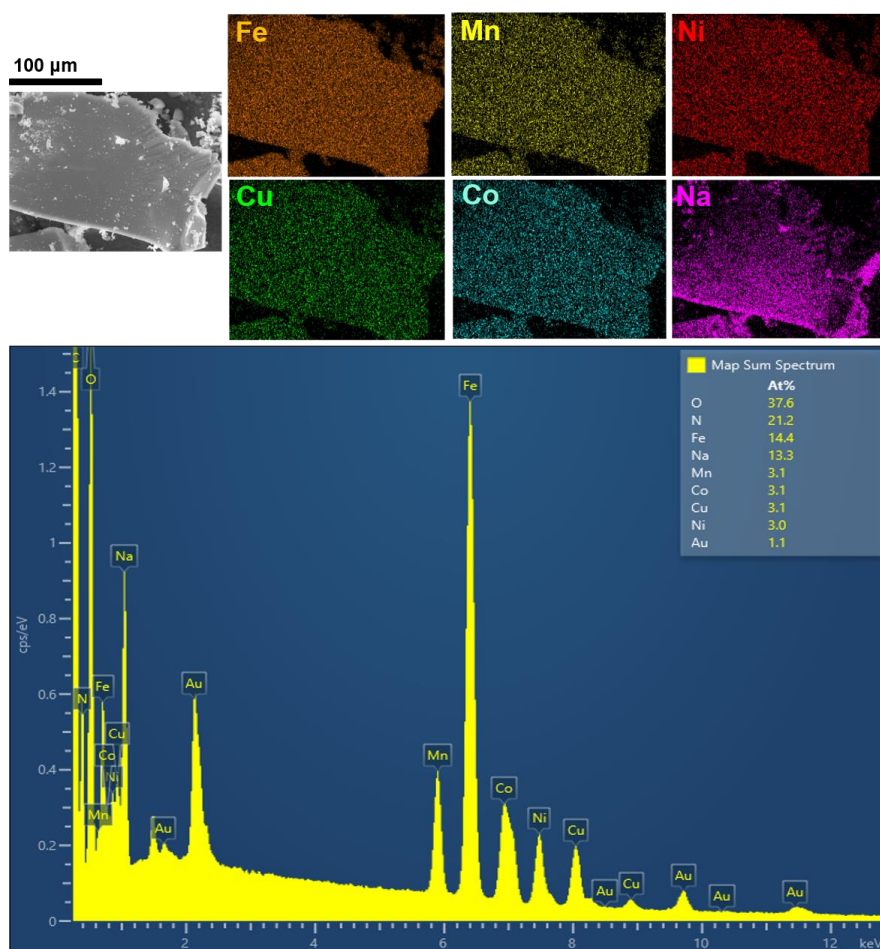 100 µm
Fe
Mn
Ni
Cu
Co
Na
Map Sum Spectrum
At%
O 37.6
N 21.2
Fe 14.4
Na 13.3
Mn 3.1
Co 3.1
Cu 3.1
Ni 3.0
Au 1.1
cps/eV
1.4
1.2
1
0.8
0.6
0.4
0.2
0
C
O
N
Fe
Na
Cu
Co
Ni
Mn
Au
Au
Mn
Fe
Co
Ni
Cu
Au
Cu
Au
Au
Au
2
4
6
8
10
12
keV